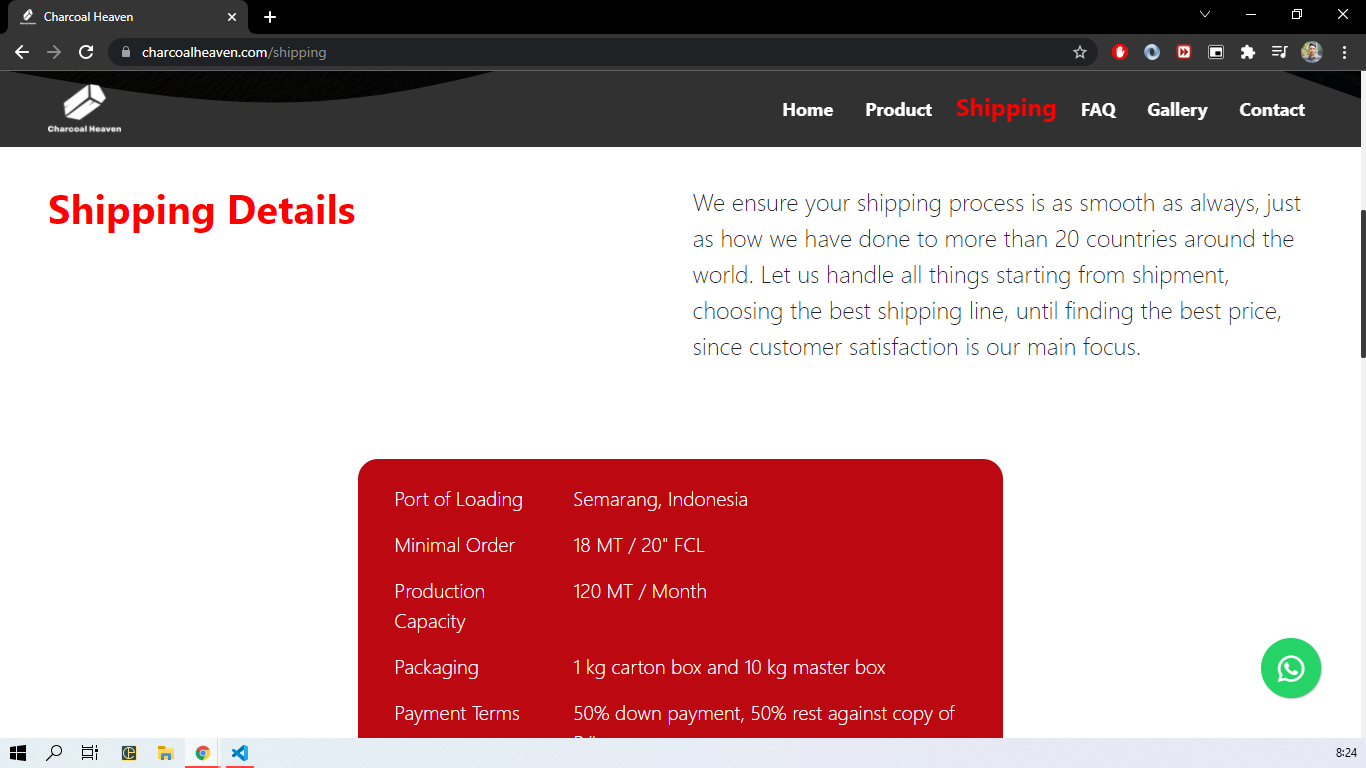 Charcoal Heaven
charcoalheaven.com/shipping
Charcoal Heaven
Home Product Shipping FAQ Gallery Contact
Shipping Details
We ensure your shipping process is as smooth as always, just
as how we have done to more than 20 countries around the
world. Let us handle all things starting from shipment,
choosing the best shipping line, until finding the best price,
since customer satisfaction is our main focus.
Port of Loading Semarang, Indonesia
Minimal Order 18 MT / 20" FCL
Production 120 MT / Month
Capacity
Packaging 1 kg carton box and 10 kg master box
Payment Terms 50% down payment, 50% rest against copy of
8:24